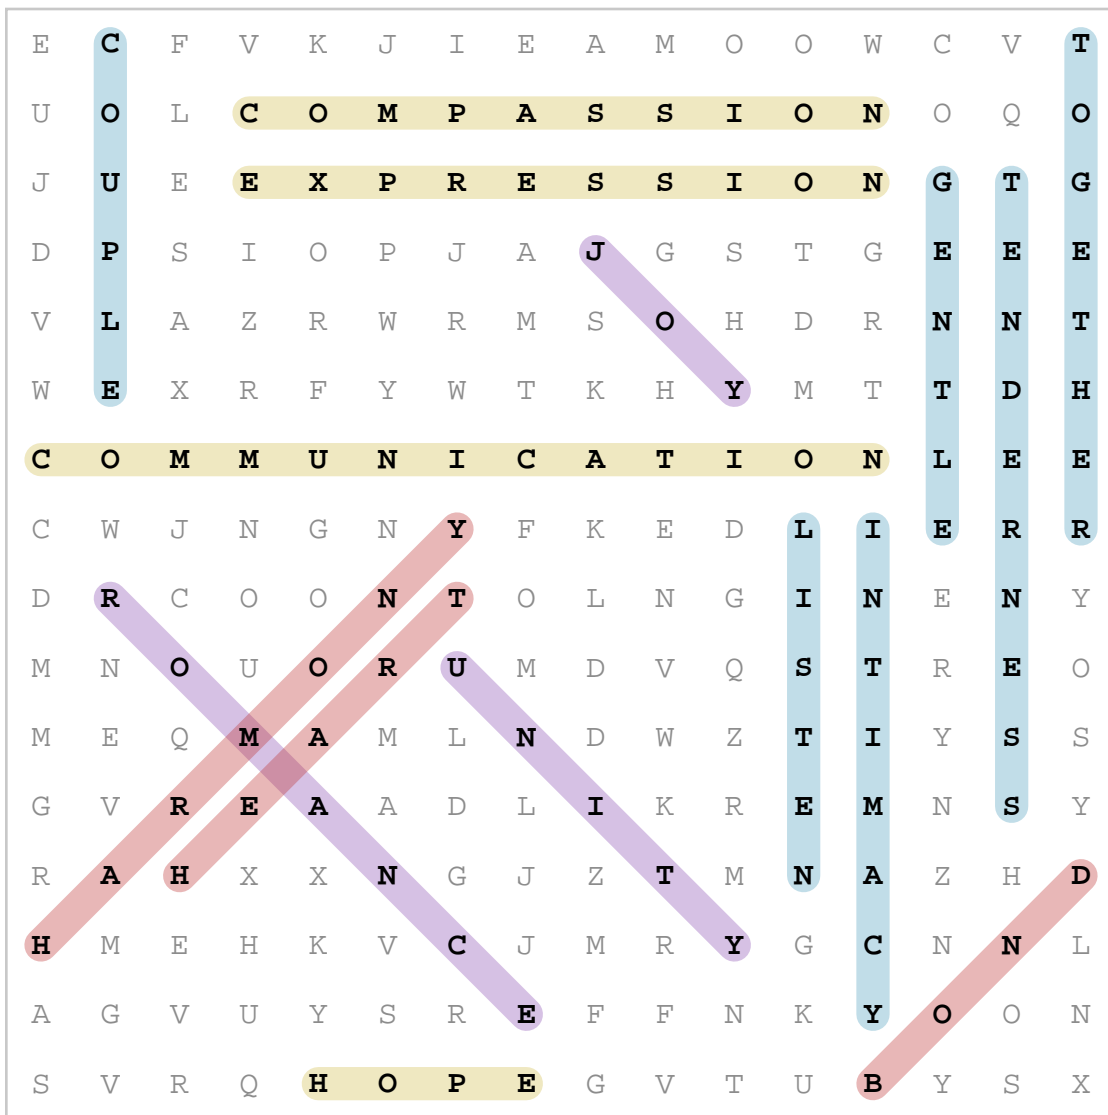 E C F V K J I E A M O O W C V T
U O L C O M P A S S I O N O Q O
J U E E X P R E S S I O N G T G
D P S I O P J A J G S T G E E E
V L A Z R W R M S O H D R N N T
W E X R F Y W T K H Y M T T D H
C O M M U N I C A T I O N L E E
C W J N G N Y F K E D L I E R R
D R C O O N T O L N G I N E N Y
M N O U O R U M D V Q S T R E O
M E Q M A M L N D W Z T I Y S S
G V R E A A D L I K R E M N S Y
R A H X X N G J Z T M N A Z H D
H M E H K V C J M R Y G C N N L
A G V U Y S R E F F N K Y O O N
S V R Q H O P E G V T U B Y S X